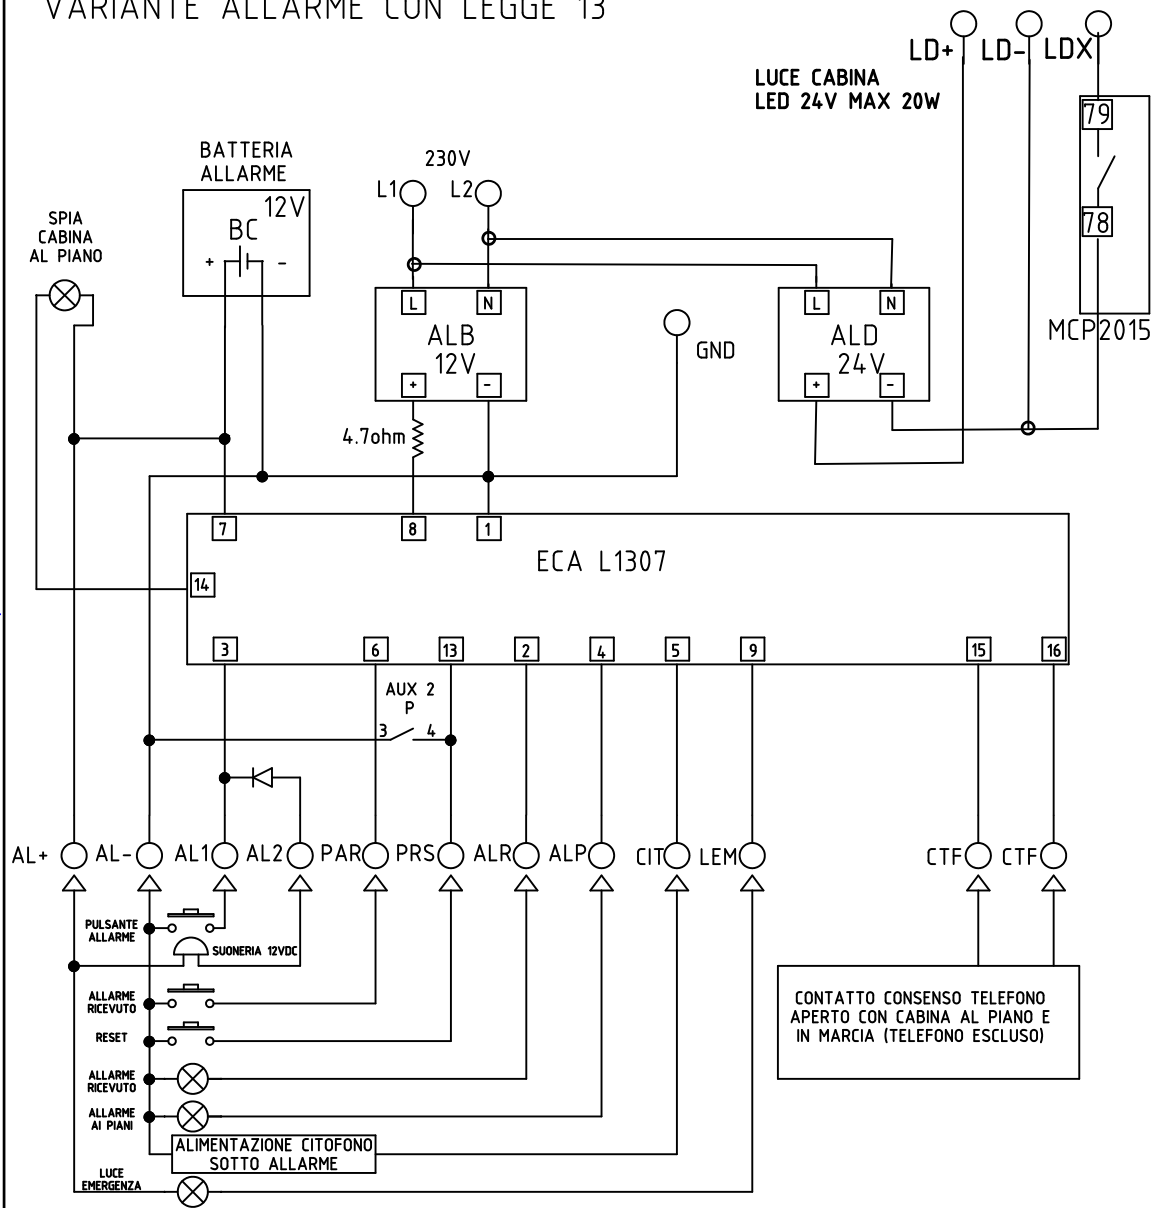 VARIANTE ALLARME CON LEGGE 13
LD+ LD- LDX
LUCE CABINA
LED 24V MAX 20W
79
78
MCP2015
BATTERIA
ALLARME
12V
BC
+ -
SPIA
CABINA
AL PIANO
230V
L1 L2
L N
ALB
12V
+ -
4.7ohm
GND
L N
ALD
24V
+ -
7 8 1
ECA L1307
14
3 6 13 2 4 5 9 15 16
AUX 2
P
3 4
AL+ AL- AL1 AL2 PAR PRS ALR ALP CIT LEM CTF CTF
PULSANTE
ALLARME
SUONERIA 12VDC
ALLARME
RICEVUTO
RESET
ALLARME
RICEVUTO
ALLARME
AI PIANI
ALIMENTAZIONE CITOFONO
SOTTO ALLARME
LUCE
EMERGENZA
CONTATTO CONSENSO TELEFONO
APERTO CON CABINA AL PIANO E
IN MARCIA (TELEFONO ESCLUSO)